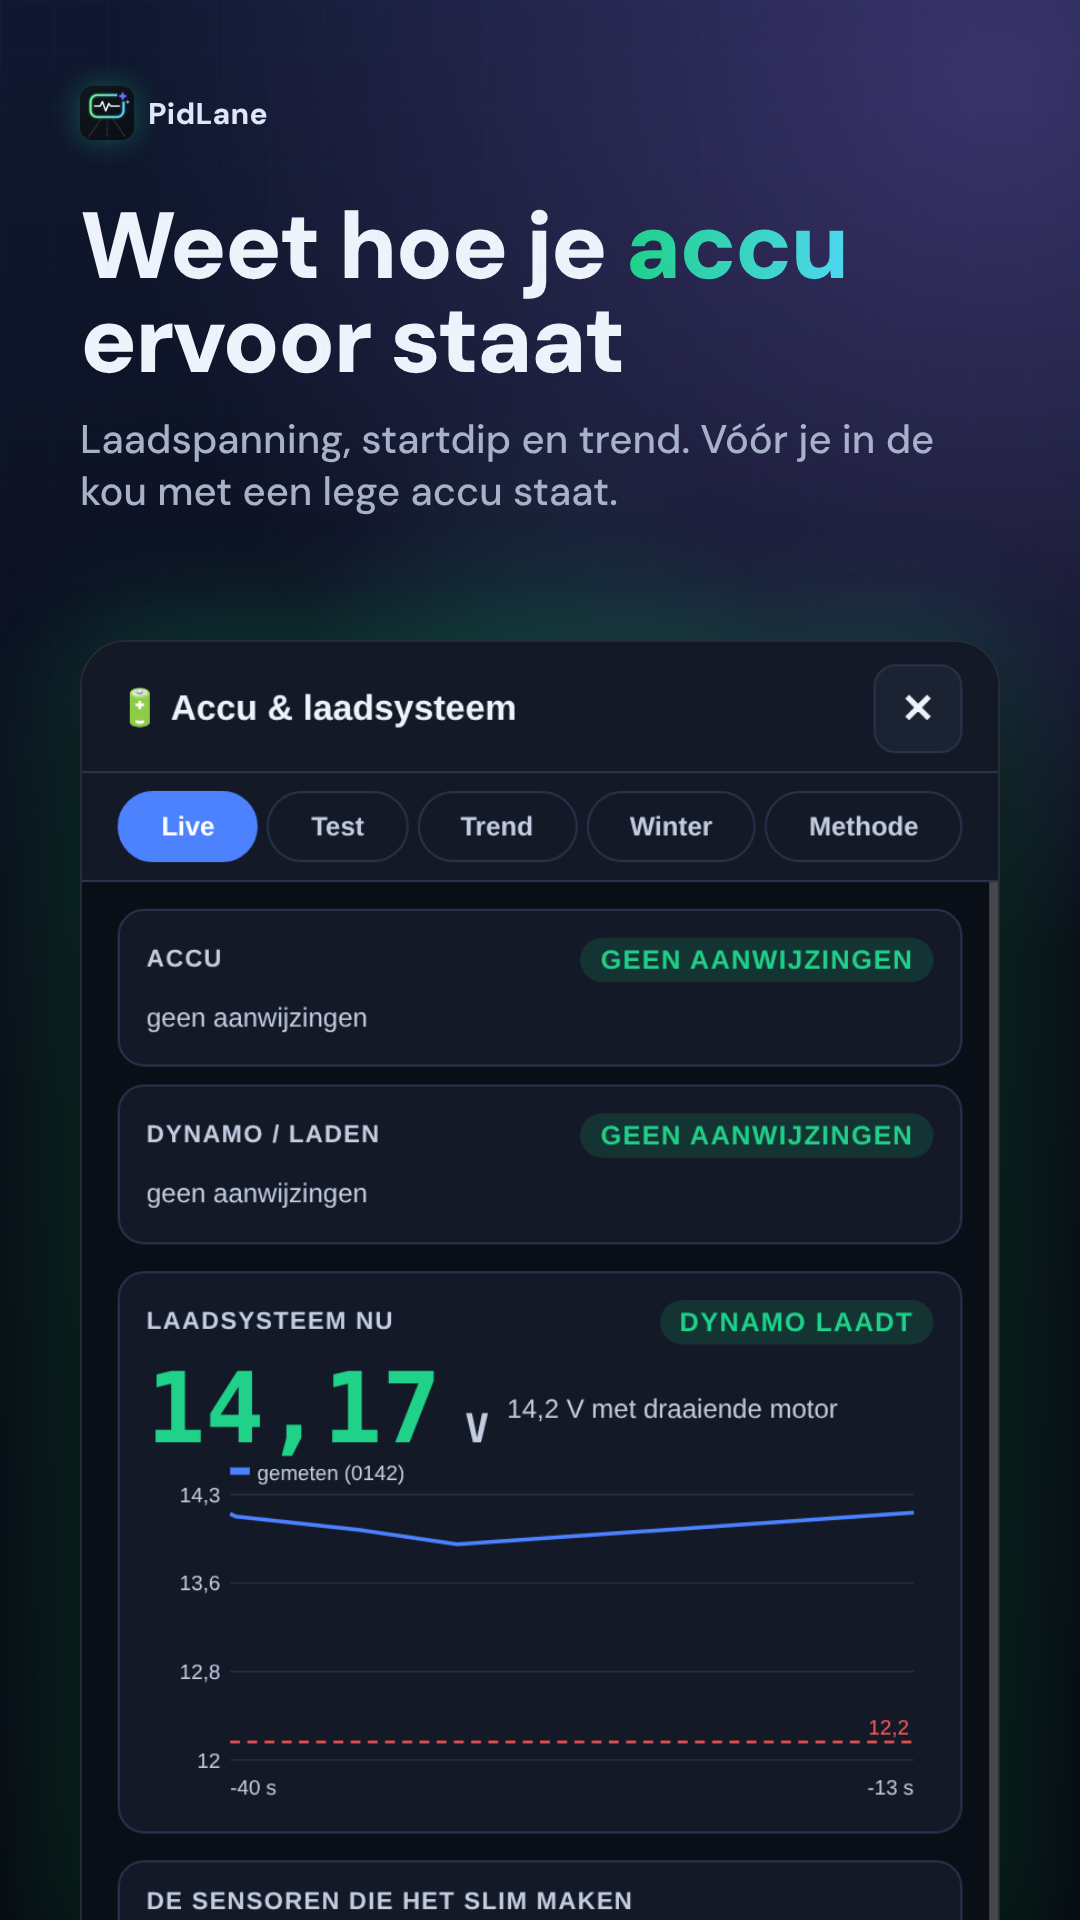 PidLane
Weet hoe je accu
ervoor staat
Laadspanning, startdip en trend. Vóór je in de
kou met een lege accu staat.
Accu & laadsysteem
✕
Live
Test
Trend
Winter
Methode
ACCU
GEEN AANWIJZINGEN
geen aanwijzingen
DYNAMO / LADEN
GEEN AANWIJZINGEN
geen aanwijzingen
LAADSYSTEEM NU
DYNAMO LAADT
14,17 V 14,2 V met draaiende motor
gemeten (0142)
14,3
13,6
12,8
12,2
12
-40 s
-13 s
DE SENSOREN DIE HET SLIM MAKEN